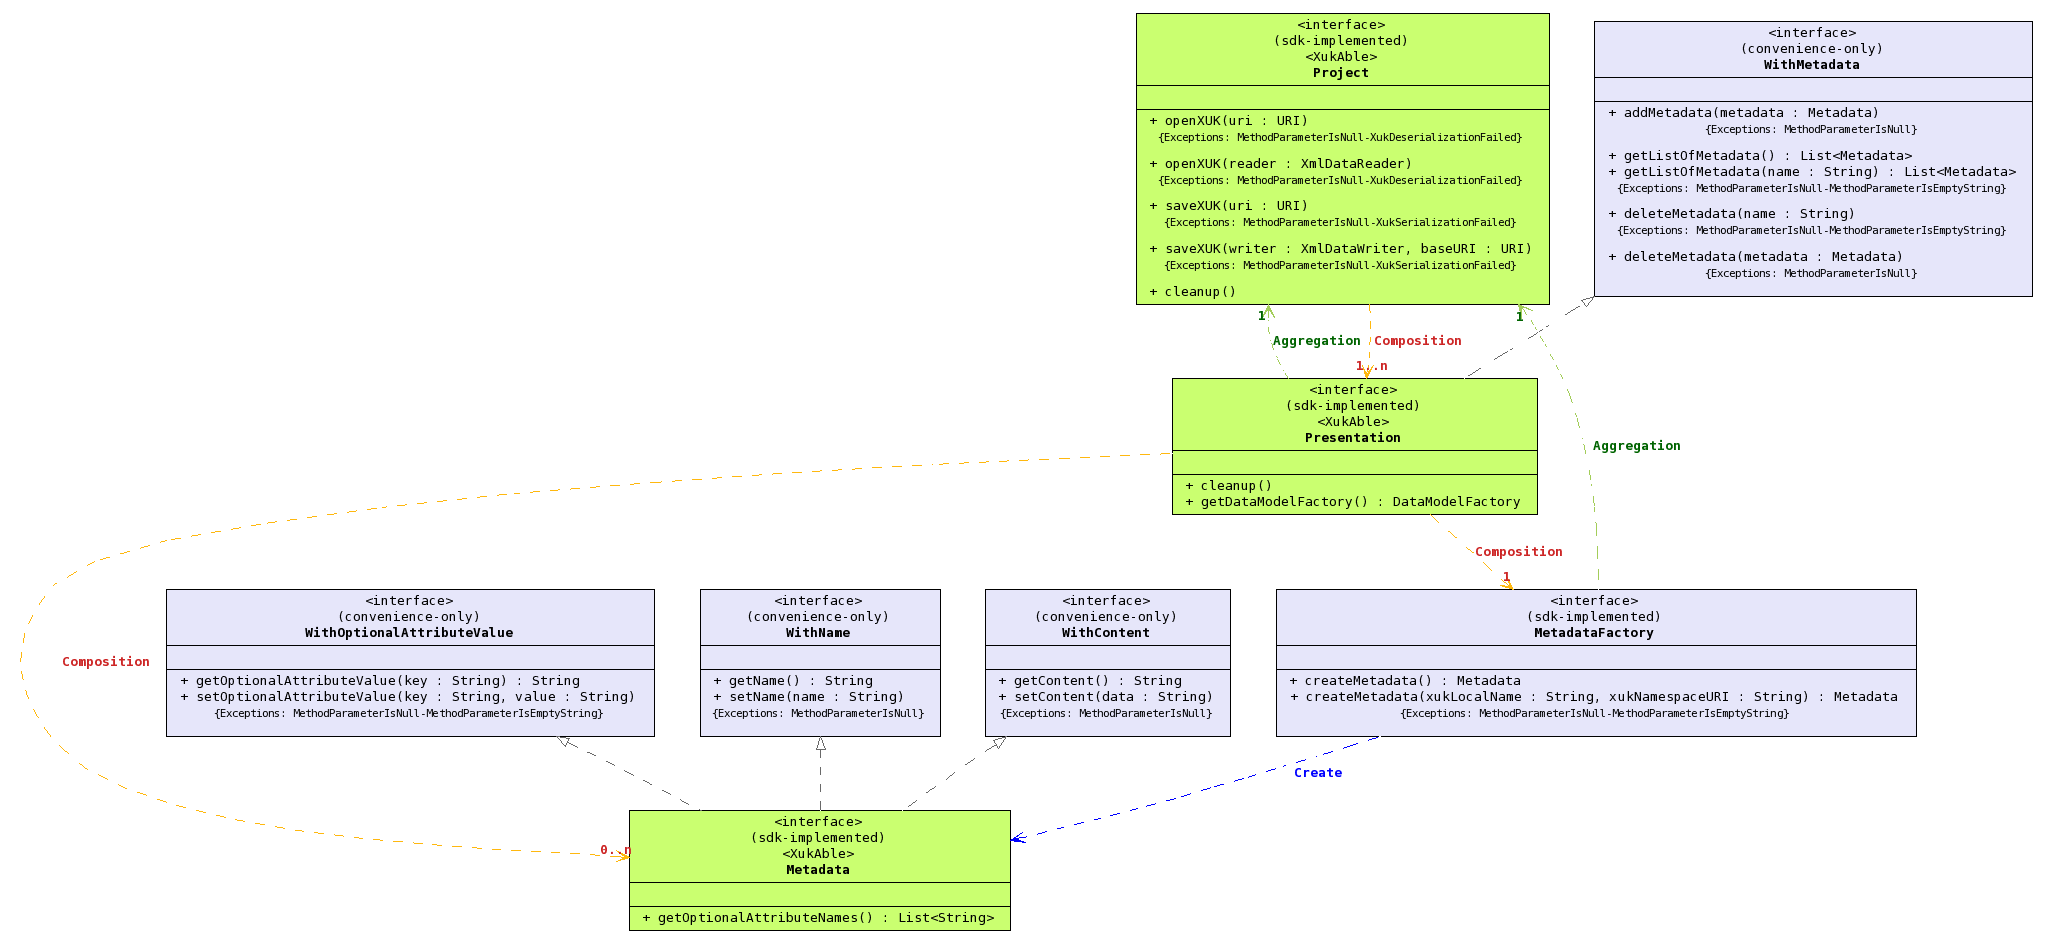 <interface>
(sdk-implemented)
<XukAble>
Project
+ openXUK(uri : URI)
{Exceptions: MethodParameterIsNull-XukDeserializationFailed}
+ openXUK(reader : XmlDataReader)
{Exceptions: MethodParameterIsNull-XukDeserializationFailed}
+ saveXUK(uri : URI)
{Exceptions: MethodParameterIsNull-XukSerializationFailed}
+ saveXUK(writer : XmlDataWriter, baseURI : URI)
{Exceptions: MethodParameterIsNull-XukSerializationFailed}
+ cleanup()
<interface>
(convenience-only)
WithMetadata
+ addMetadata(metadata : Metadata)
{Exceptions: MethodParameterIsNull}
+ getListOfMetadata() : List<Metadata>
+ getListOfMetadata(name : String) : List<Metadata>
{Exceptions: MethodParameterIsNull-MethodParameterIsEmptyString}
+ deleteMetadata(name : String)
{Exceptions: MethodParameterIsNull-MethodParameterIsEmptyString}
+ deleteMetadata(metadata : Metadata)
{Exceptions: MethodParameterIsNull}
1
1
Aggregation
Composition
1..n
<interface>
(sdk-implemented)
<XukAble>
Presentation
+ cleanup()
+ getDataModelFactory() : DataModelFactory
Aggregation
Composition
1
<interface>
(convenience-only)
WithOptionalAttributeValue
+ getOptionalAttributeValue(key : String) : String
+ setOptionalAttributeValue(key : String, value : String)
{Exceptions: MethodParameterIsNull-MethodParameterIsEmptyString}
<interface>
(convenience-only)
WithName
+ getName() : String
+ setName(name : String)
{Exceptions: MethodParameterIsNull}
<interface>
(convenience-only)
WithContent
+ getContent() : String
+ setContent(data : String)
{Exceptions: MethodParameterIsNull}
<interface>
(sdk-implemented)
MetadataFactory
+ createMetadata() : Metadata
+ createMetadata(xukLocalName : String, xukNamespaceURI : String) : Metadata
{Exceptions: MethodParameterIsNull-MethodParameterIsEmptyString}
Composition
Create
0..n
<interface>
(sdk-implemented)
<XukAble>
Metadata
+ getOptionalAttributeNames() : List<String>